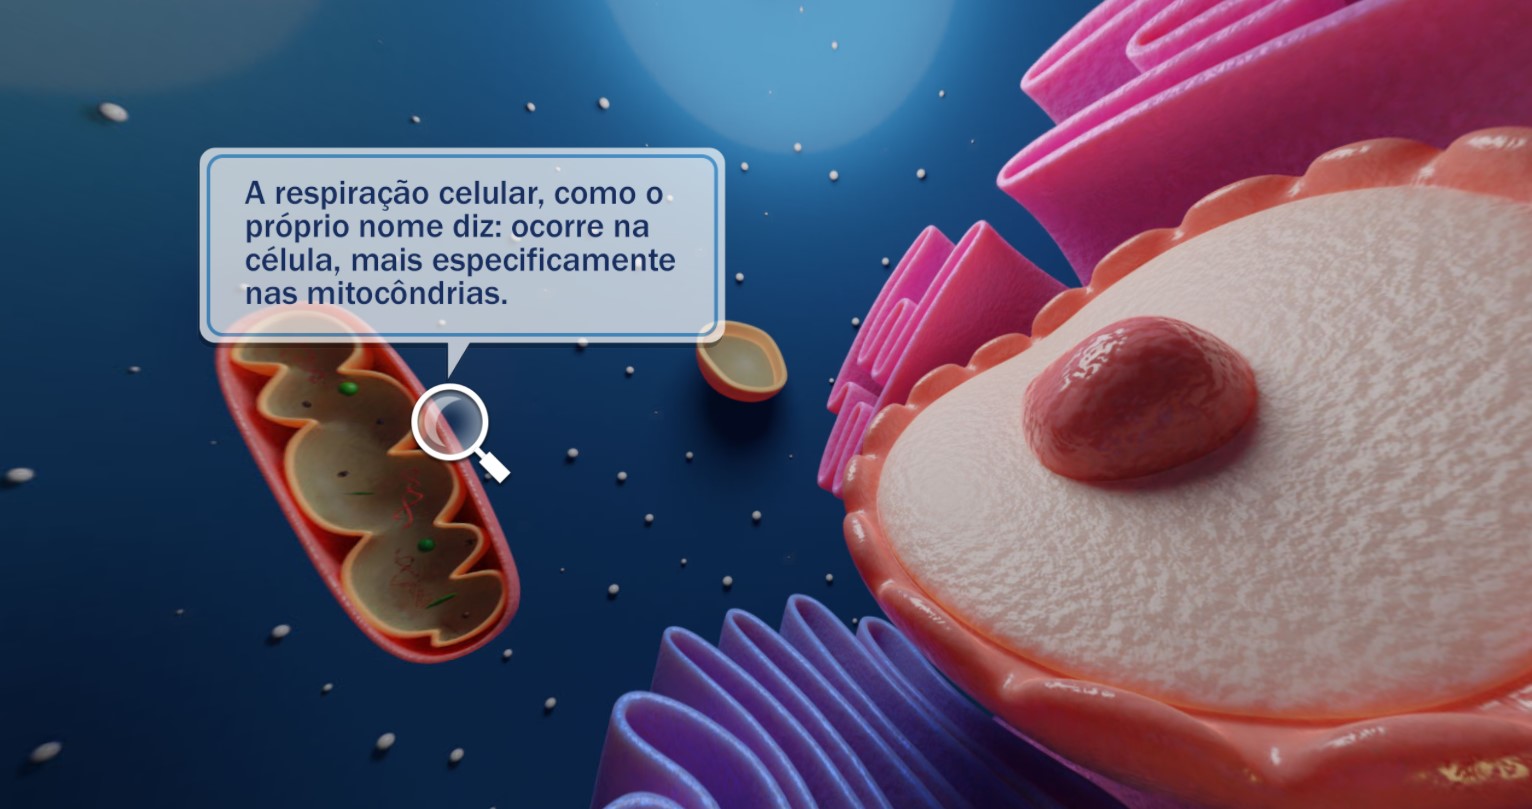 A respiração celular, como o
próprio nome diz: ocorre na
célula, mais especificamente
nas mitocôndrias.